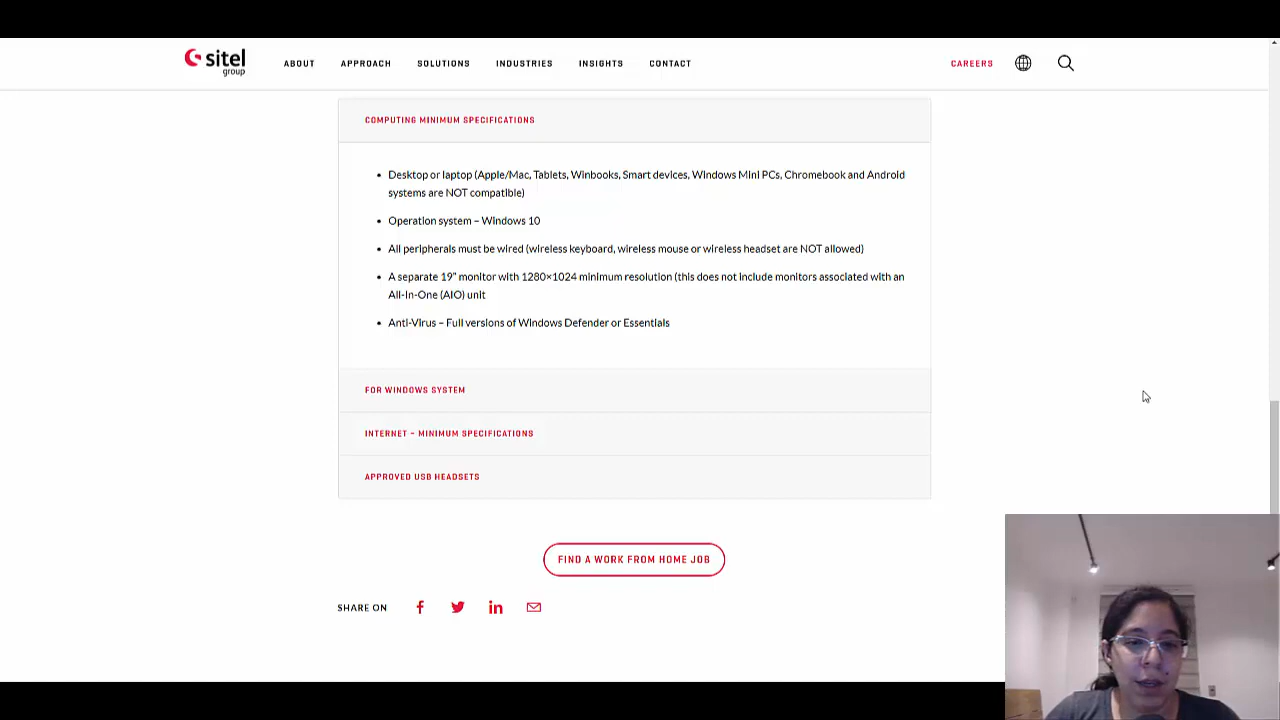 sitel
group
ABOUT
APPROACH
SOLUTIONS
INDUSTRIES
INSIGHTS
CONTACT
CAREERS
COMPUTING MINIMUM SPECIFICATIONS
• Desktop or laptop (Apple/Mac, Tablets, Winbooks, Smart devices, Windows Mini PCs, Chromebook and Android
systems are NOT compatible)
• Operation system – Windows 10
• All peripherals must be wired (wireless keyboard, wireless mouse or wireless headset are NOT allowed)
• A separate 19" monitor with 1280×1024 minimum resolution (this does not include monitors associated with an
All-In-One (AIO) unit
• Anti-Virus – Full versions of Windows Defender or Essentials
FOR WINDOWS SYSTEM
INTERNET – MINIMUM SPECIFICATIONS
APPROVED USB HEADSETS
FIND A WORK FROM HOME JOB
SHARE ON